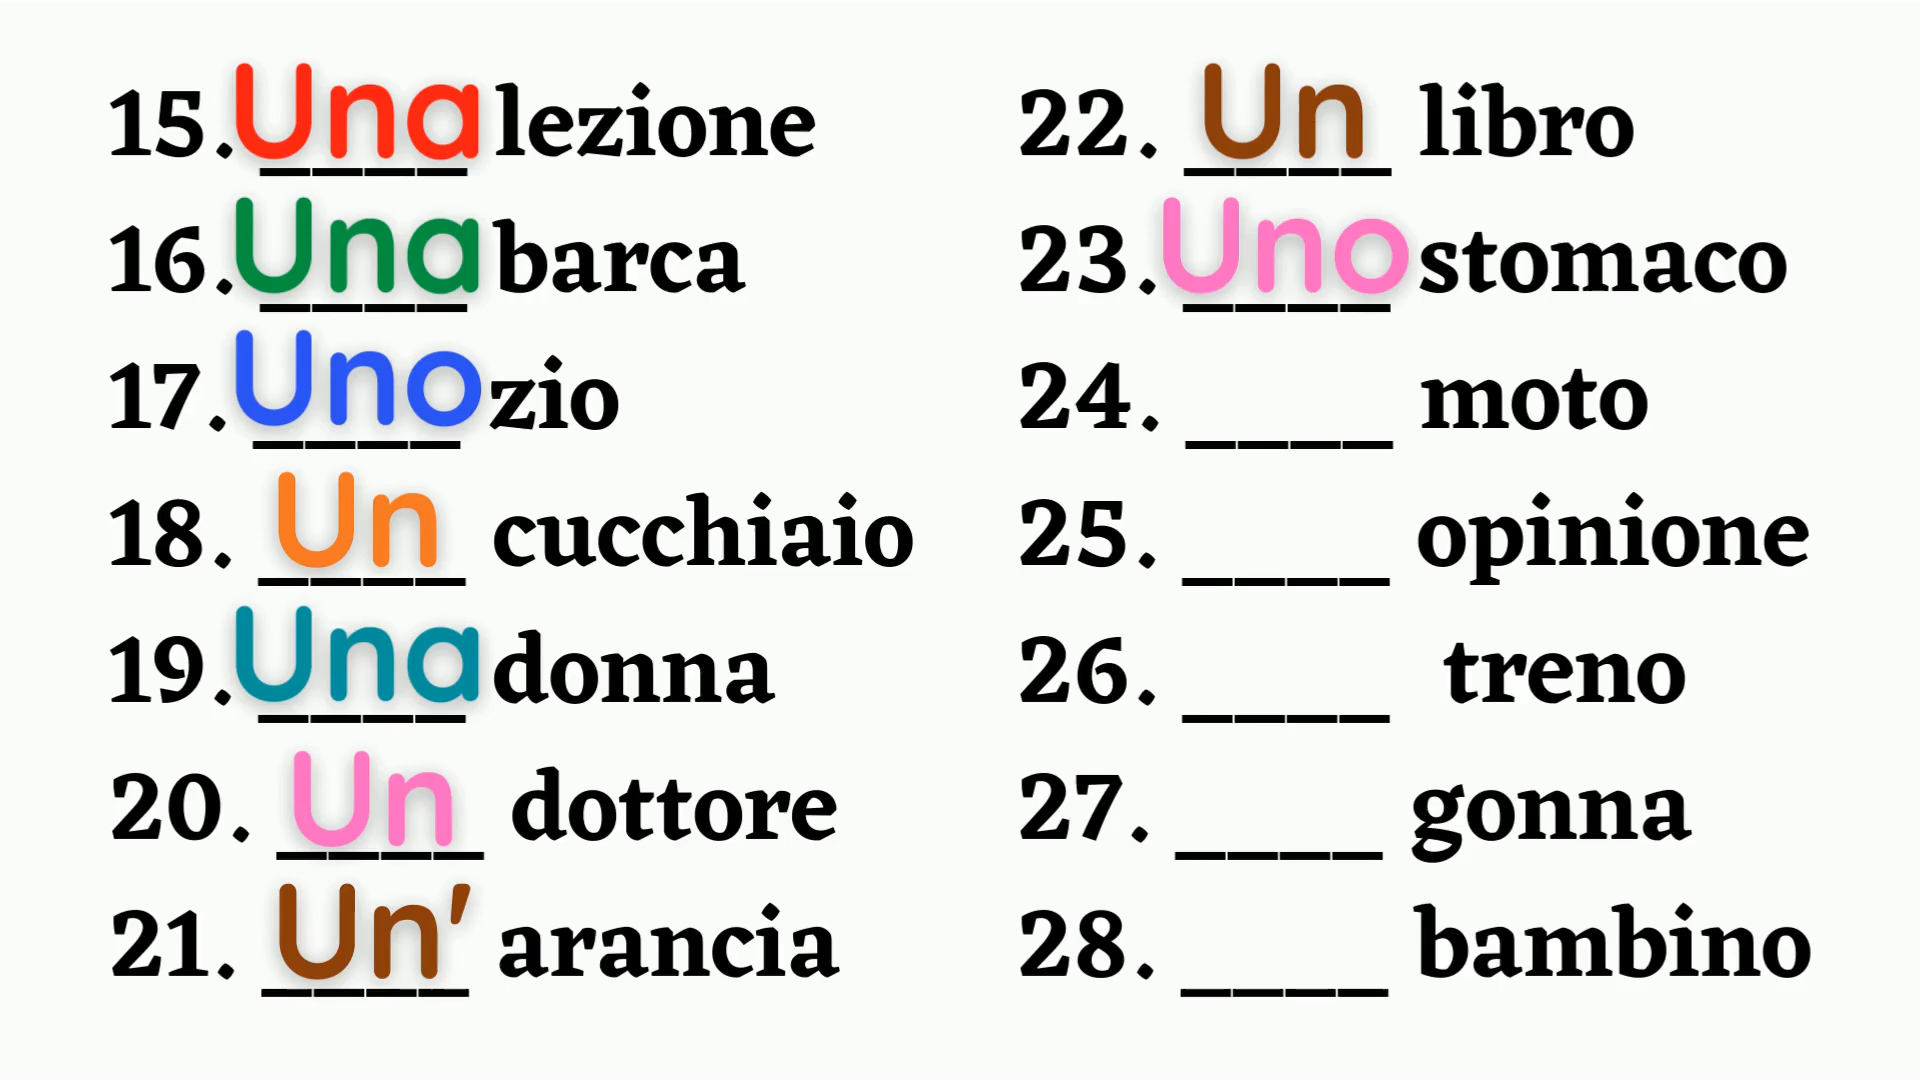 15. Una lezione
16. Una barca
17. Uno zio
18. Un cucchiaio
19. Una donna
20. Un dottore
21. Un' arancia
22. Un libro
23. Uno stomaco
24. ____ moto
25. ____ opinione
26. ____ treno
27. ____ gonna
28. ____ bambino